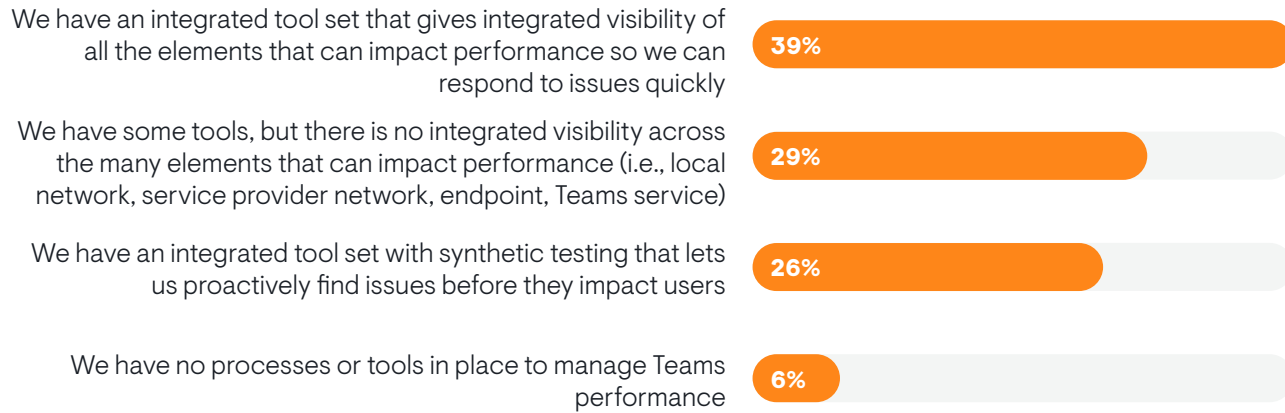 We have an integrated tool set that gives integrated visibility of
all the elements that can impact performance so we can
respond to issues quickly
39%
We have some tools, but there is no integrated visibility across
the many elements that can impact performance (i.e., local
network, service provider network, endpoint, Teams service)
29%
We have an integrated tool set with synthetic testing that lets
us proactively find issues before they impact users
26%
We have no processes or tools in place to manage Teams
performance
6%